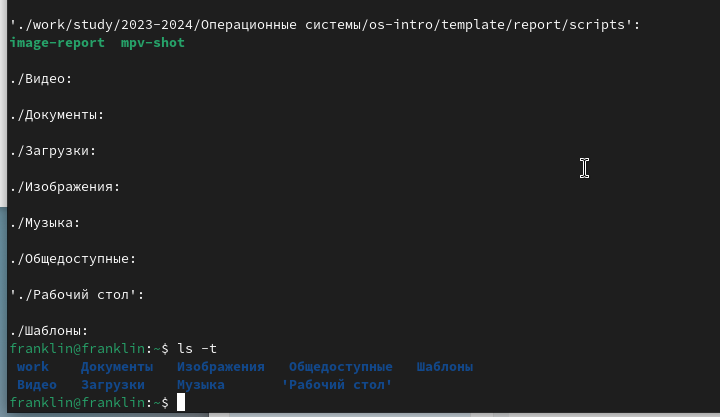 './work/study/2023-2024/Операционные системы/os-intro/template/report/scripts':
image-report  mpv-shot
./Видео:
./Документы:
./Загрузки:
./Изображения:
./Музыка:
./Общедоступные:
'./Рабочий стол':
./Шаблоны:
franklin@franklin:~$ ls -t
work    Документы   Изображения   Общедоступные   Шаблоны
Видео   Загрузки    Музыка       'Рабочий стол'
franklin@franklin:~$